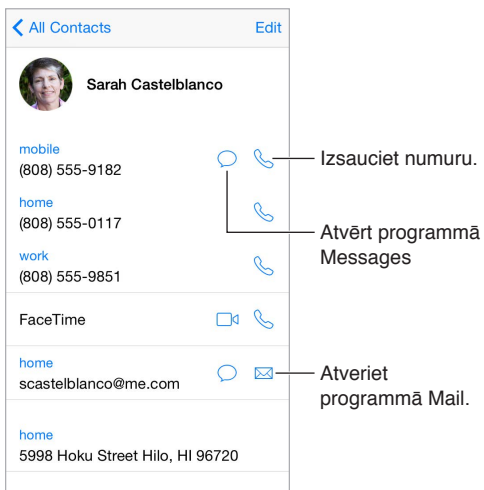 All Contacts
Edit
Sarah Castelblanco
mobile
(808) 555-9182
Izsauciet numuru.
home
(808) 555-0117
Atvērt programmā
Messages
work
(808) 555-9851
FaceTime
home
scastelblanco@me.com
Atveriet
programmā Mail.
home
5998 Hoku Street Hilo, HI 96720